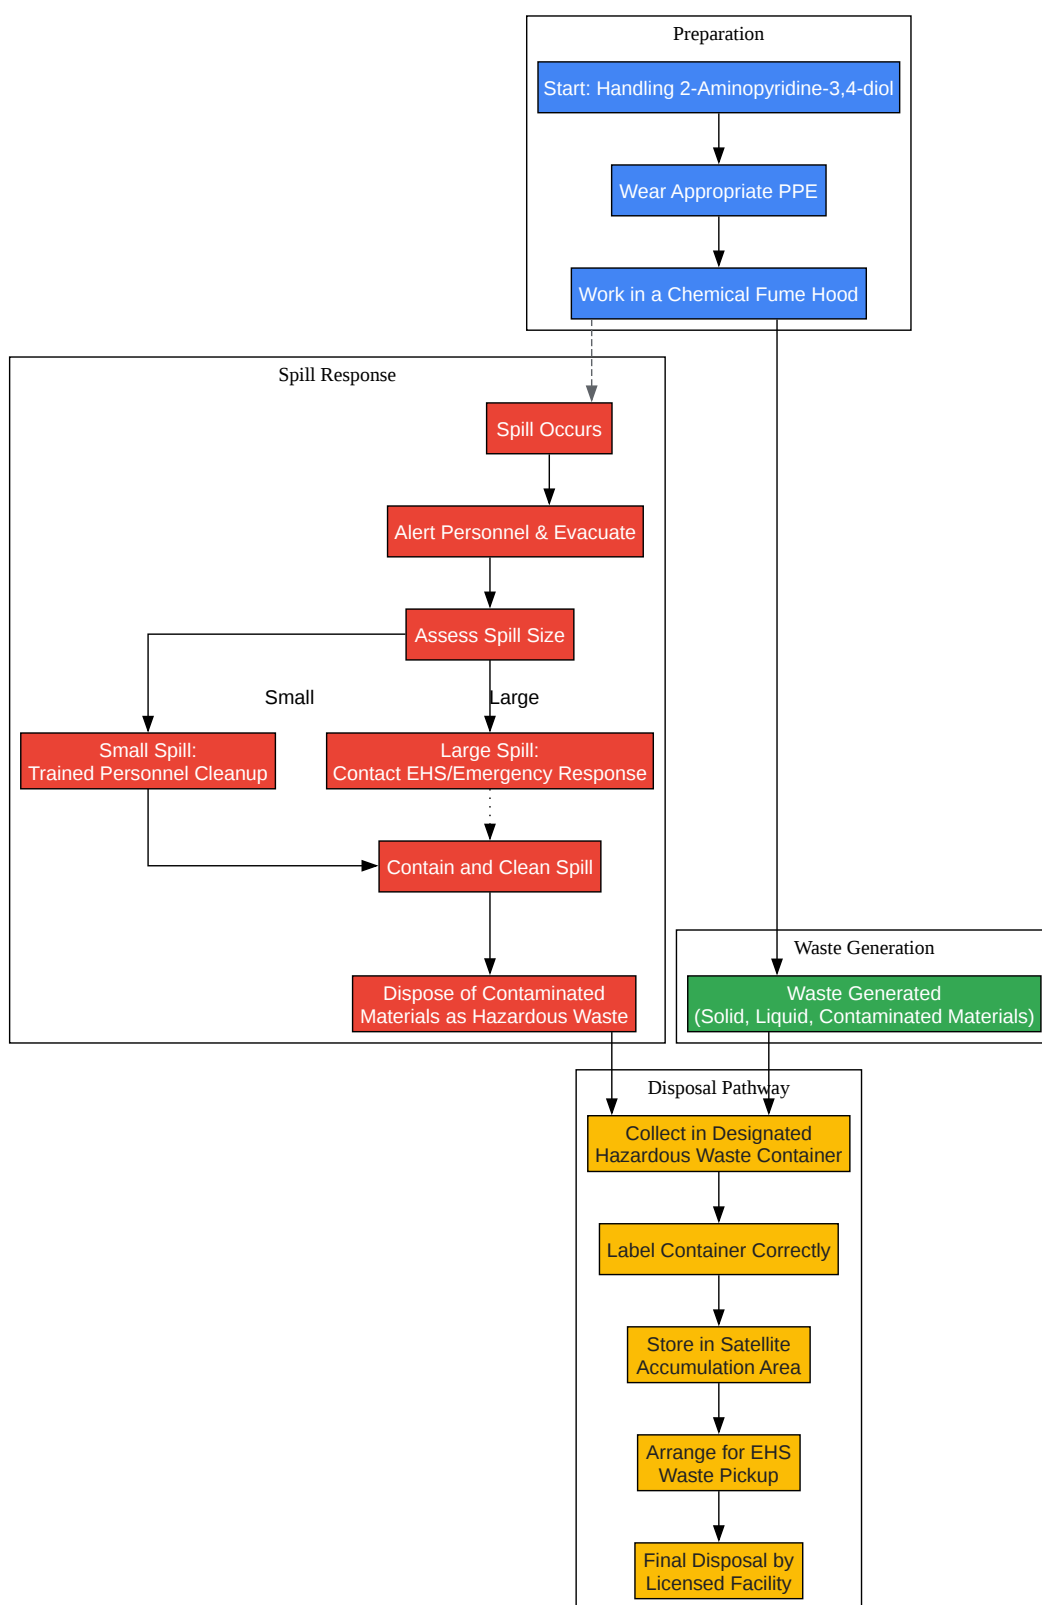 Preparation
Start: Handling 2-Aminopyridine-3,4-diol
Wear Appropriate PPE
Work in a Chemical Fume Hood
Spill Response
Spill Occurs
Alert Personnel & Evacuate
Assess Spill Size
Small
Large
Small Spill:
Trained Personnel Cleanup
Large Spill:
Contact EHS/Emergency Response
Contain and Clean Spill
Dispose of Contaminated
Materials as Hazardous Waste
Waste Generation
Waste Generated
(Solid, Liquid, Contaminated Materials)
Disposal Pathway
Collect in Designated
Hazardous Waste Container
Label Container Correctly
Store in Satellite
Accumulation Area
Arrange for EHS
Waste Pickup
Final Disposal by
Licensed Facility